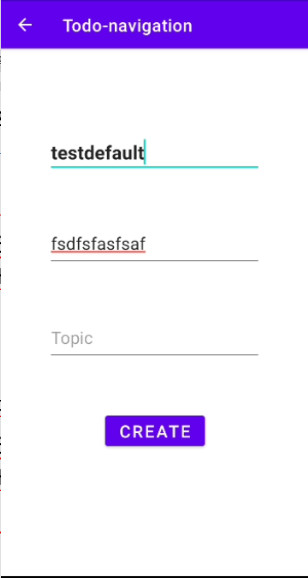 Todo-navigation
testdefault
fsdfsfasfsaf
Topic
CREATE